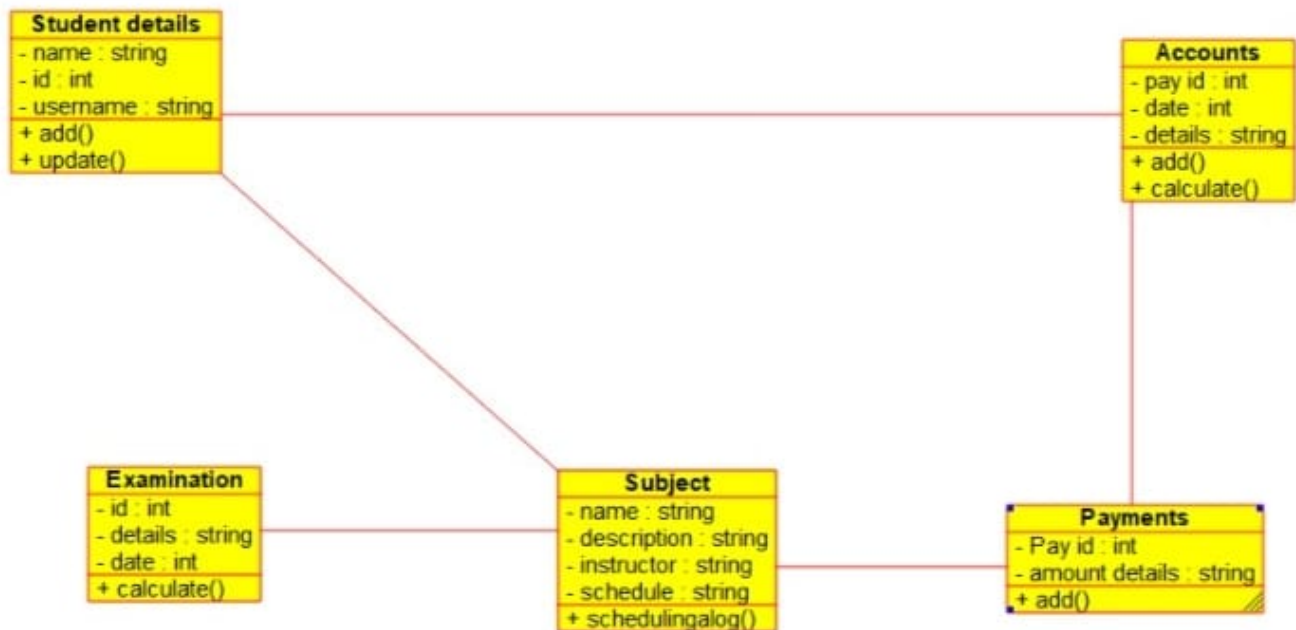 Student details
- name : string
- id : int
- username : string
+ add()
+ update()
Accounts
- pay id : int
- date : int
- details : string
+ add()
+ calculate()
Examination
- id : int
- details : string
- date : int
+ calculate()
Subject
- name : string
- description : string
- instructor : string
- schedule : string
+ schedulingalog()
Payments
- Pay id : int
- amount details : string
+ add()